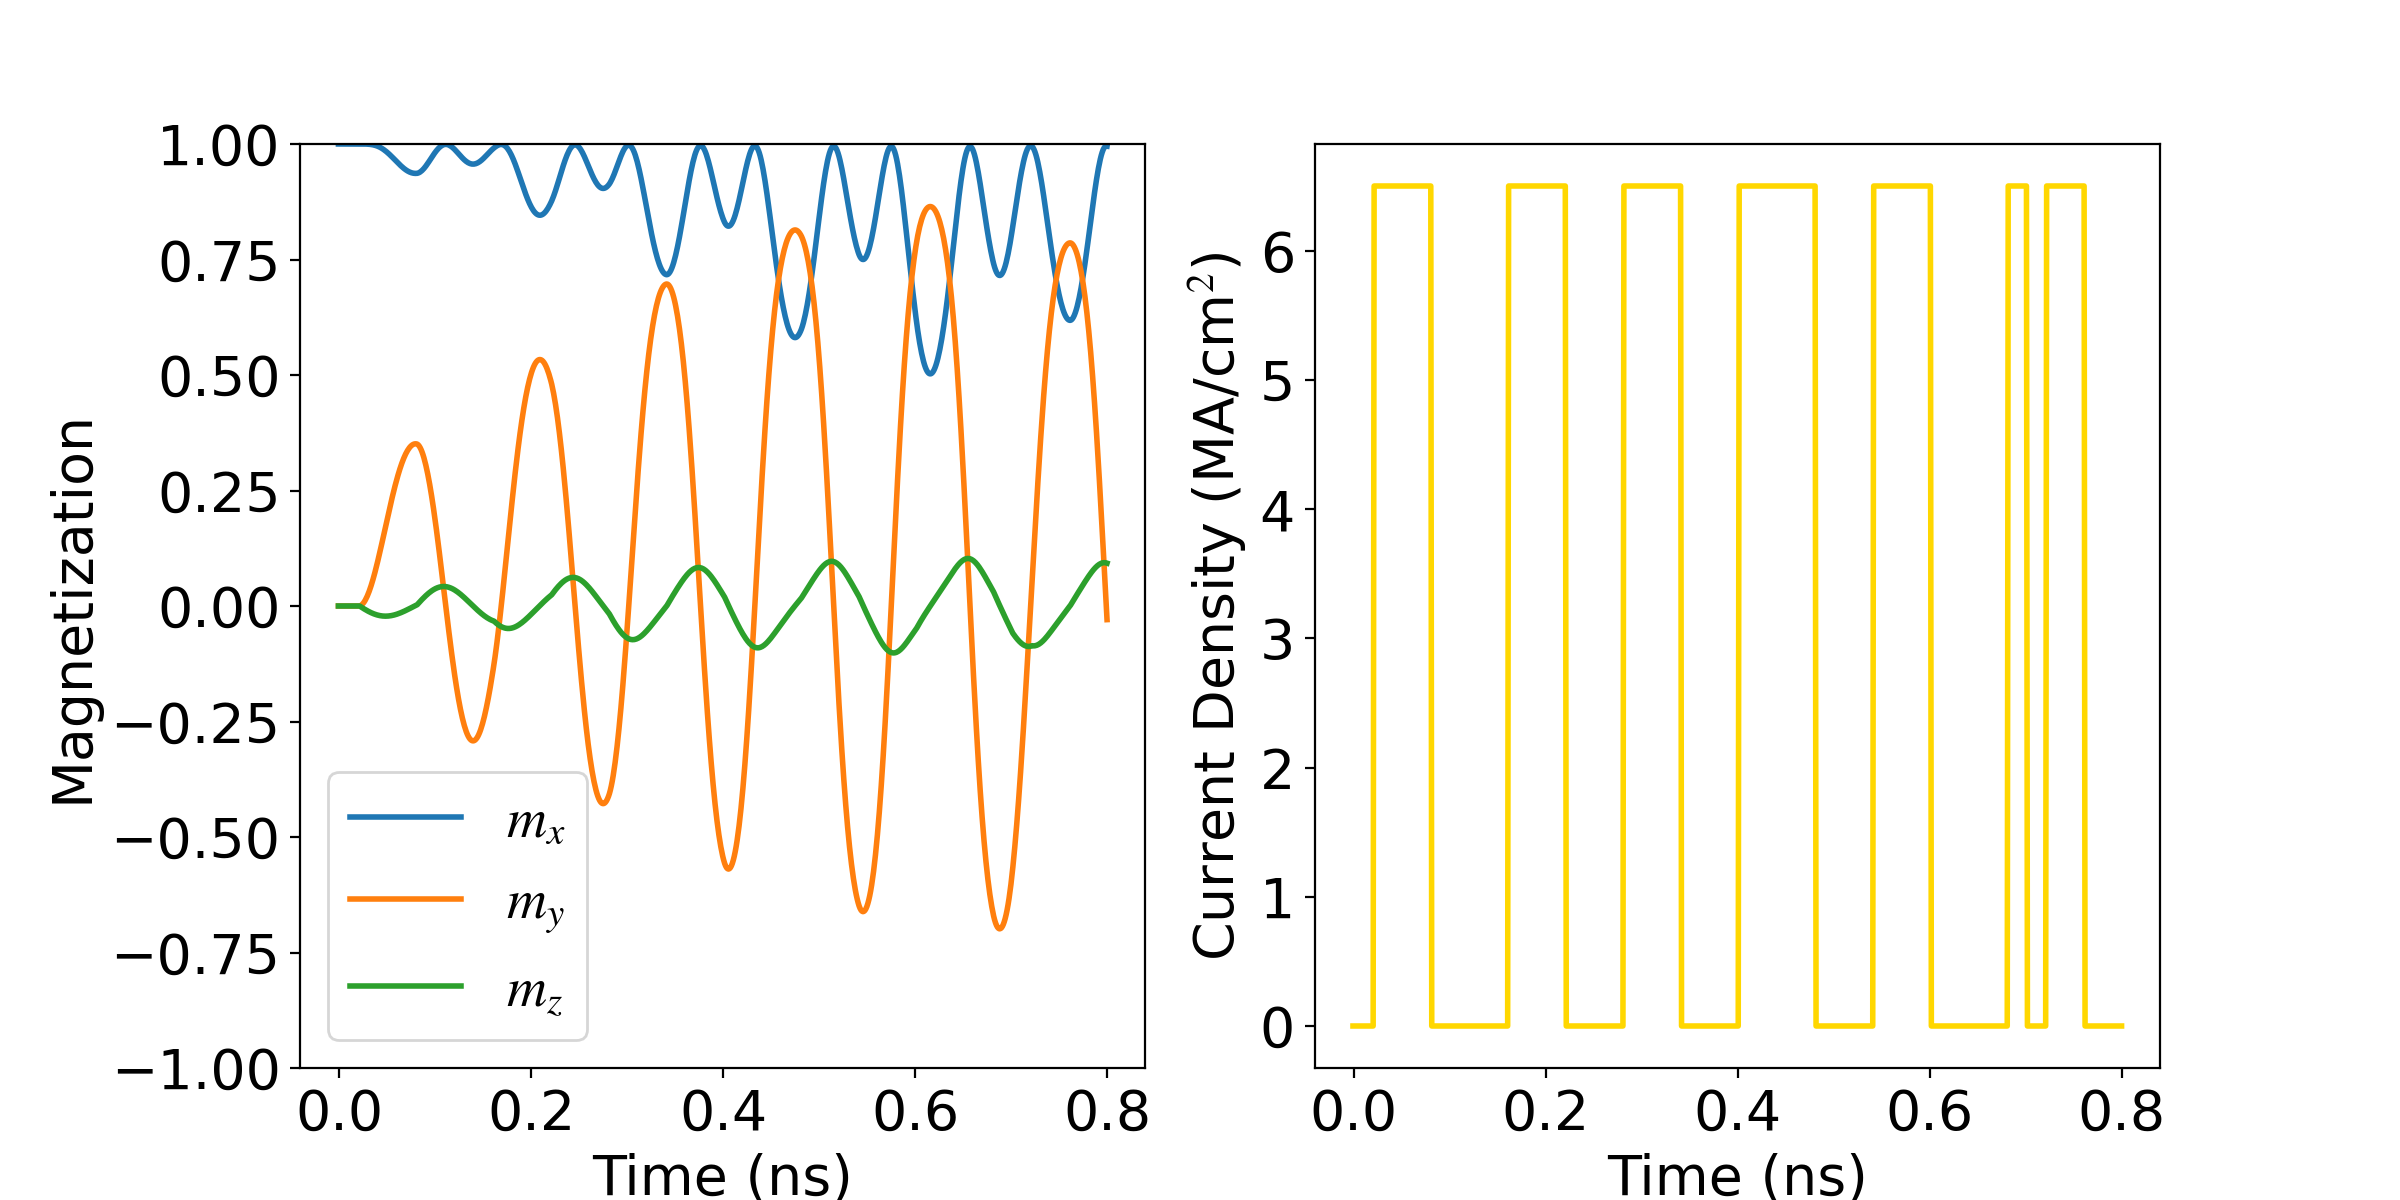 Magnetization
1.00
0.75
0.50
0.25
0.00
−0.25
−0.50
−0.75
−1.00
m_x
m_y
m_z
0.0 0.2 0.4 0.6 0.8
Time (ns)
Current Density (MA/cm²)
6
5
4
3
2
1
0
0.0 0.2 0.4 0.6 0.8
Time (ns)